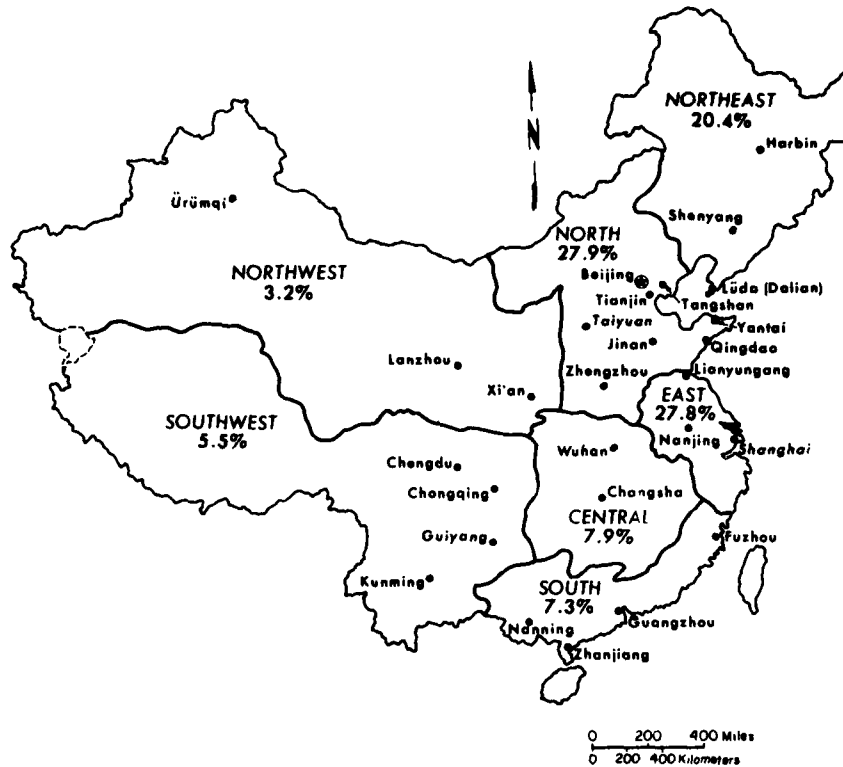 N
NORTHEAST
20.4%
Harbin
Ürümqi
Shenyang
NORTH
27.9%
NORTHWEST
3.2%
Beijing
Lüda (Dalian)
Tianjin
Tangshan
Taiyuan
Yantai
Jinan
Qingdao
Lanzhou
Zhengzhou
Lianyungang
Xi'an
EAST
27.8%
SOUTHWEST
5.5%
Nanjing
Shanghai
Wuhan
Chengdu
Chongqing
Changsha
CENTRAL
7.9%
Guiyang
Fuzhou
Kunming
SOUTH
7.3%
Guangzhou
Nanning
Zhanjiang
0 200 400 Miles
0 200 400 Kilometers